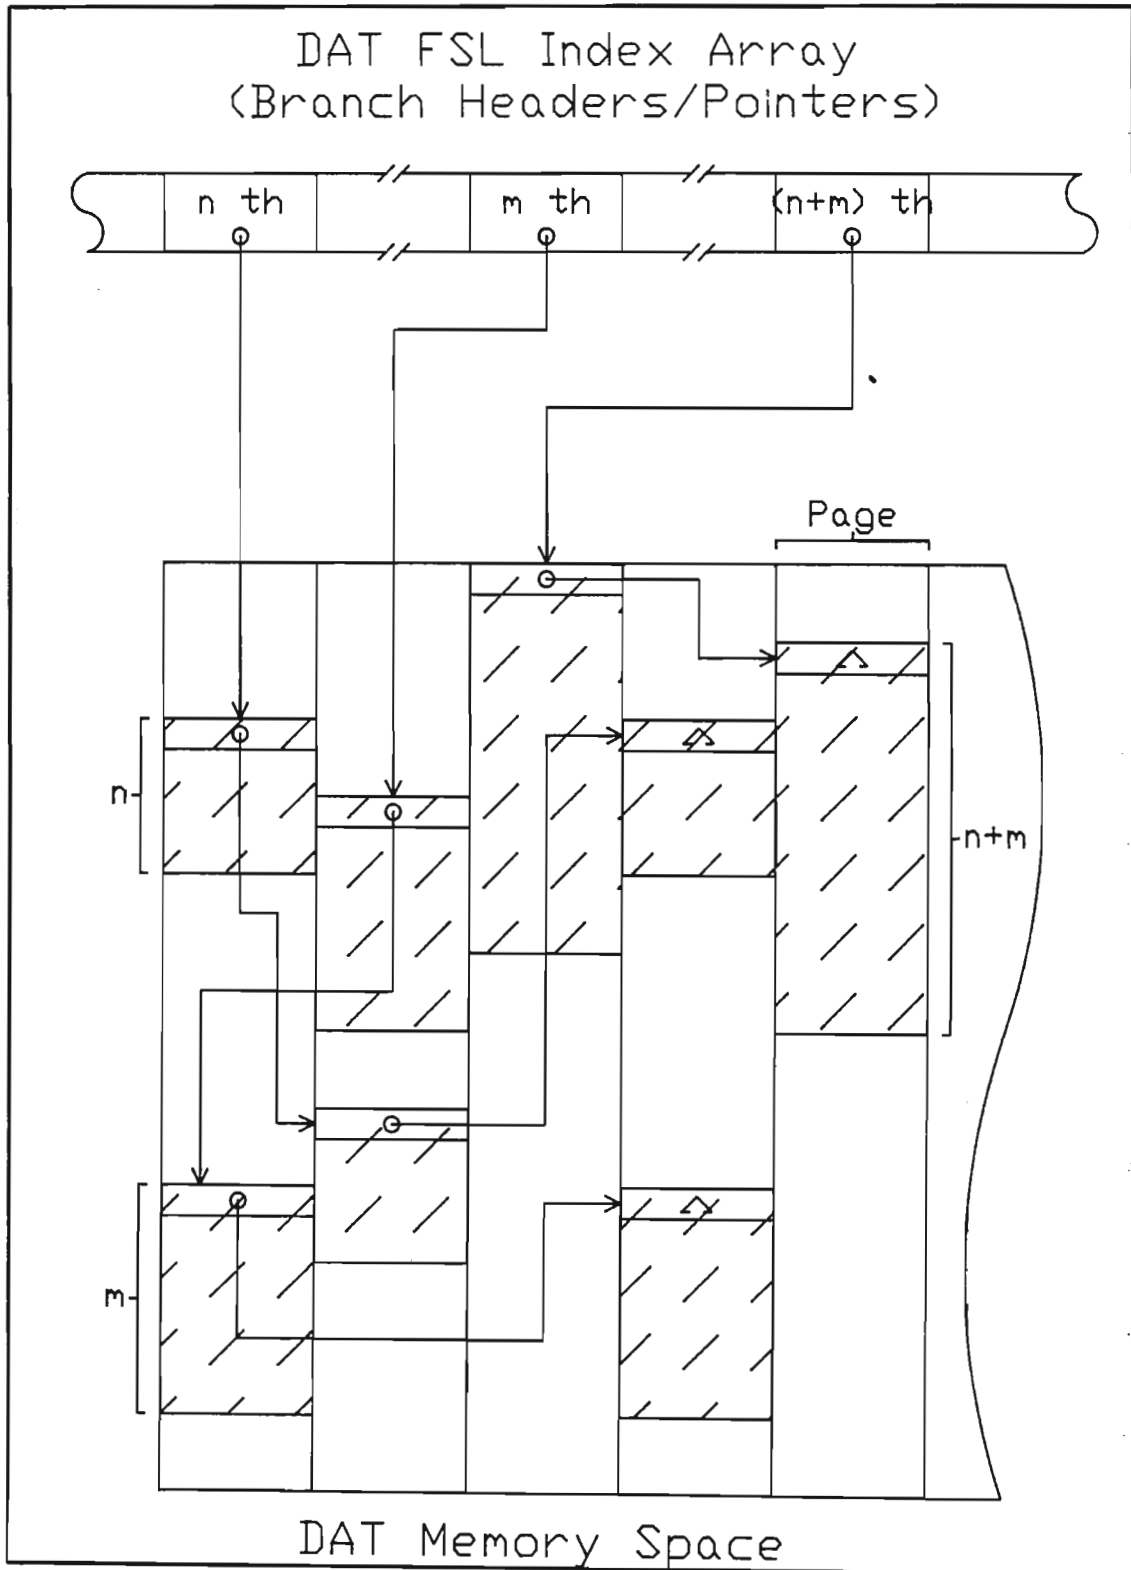 DAT FSL Index Array
(Branch Headers/Pointers)
n th
m th
(n+m) th
Page
n
n+m
m
DAT Memory Space